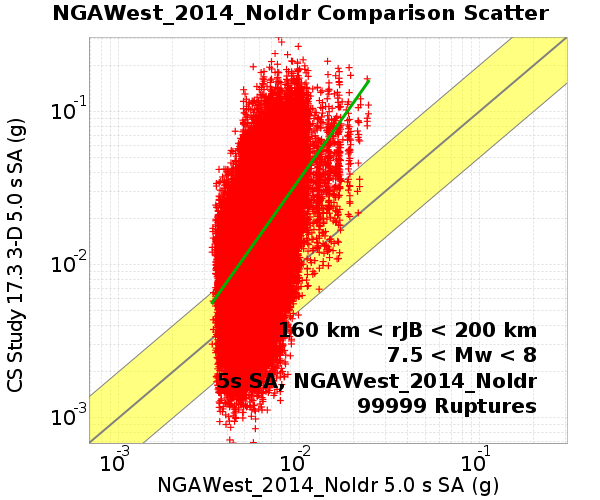 NGAWest_2014_NoIdr Comparison Scatter
CS Study 17.3 3-D 5.0 s SA (g)
10-1
10-2
10-3
160 km < rJB < 200 km
7.5 < Mw < 8
5s SA, NGAWest_2014_NoIdr
99999 Ruptures
10-3 10-2 10-1
NGAWest_2014_NoIdr 5.0 s SA (g)